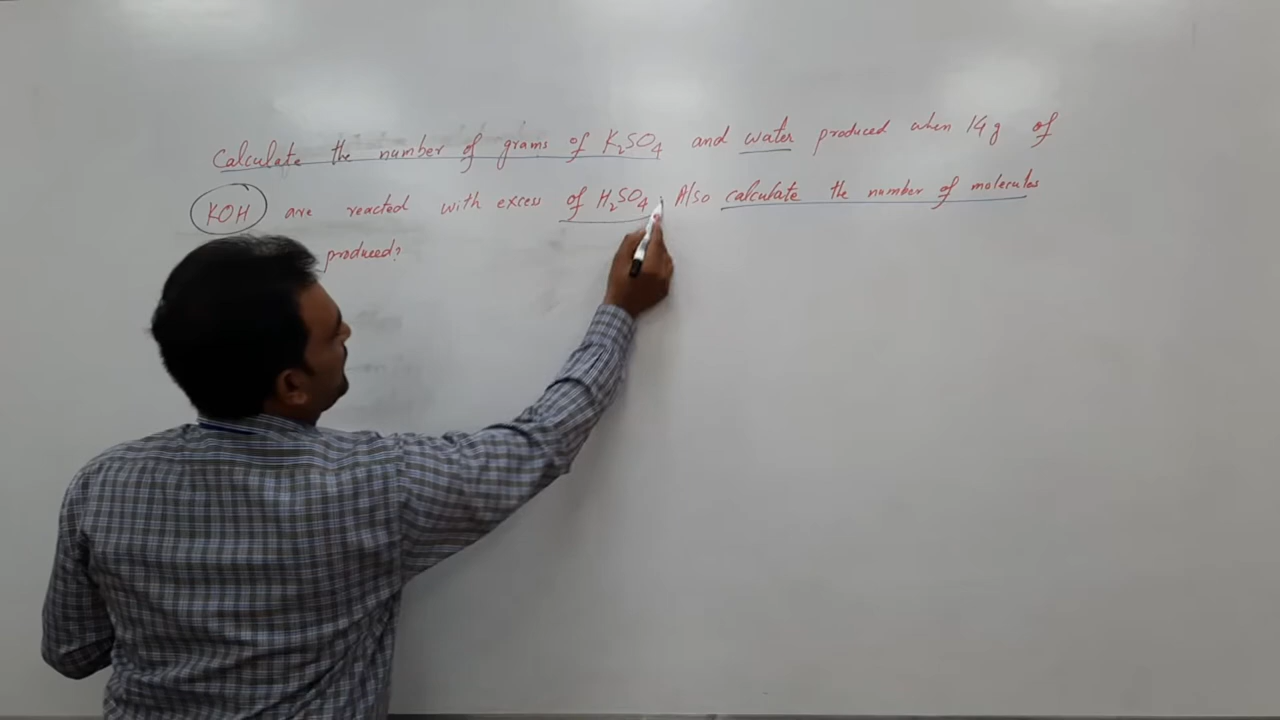 Calculate the number of grams of K₂SO₄ and water produced when 14 g of
KOH are reacted with excess of H₂SO₄. Also calculate the number of molecules
produced?